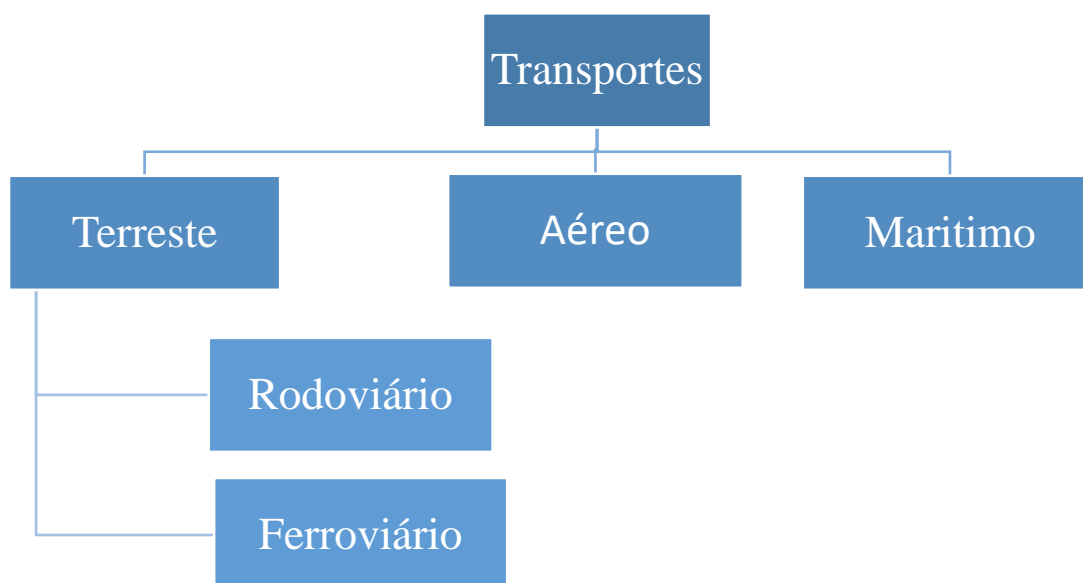 Transportes
Terreste
Aéreo
Maritimo
Rodoviário
Ferroviário